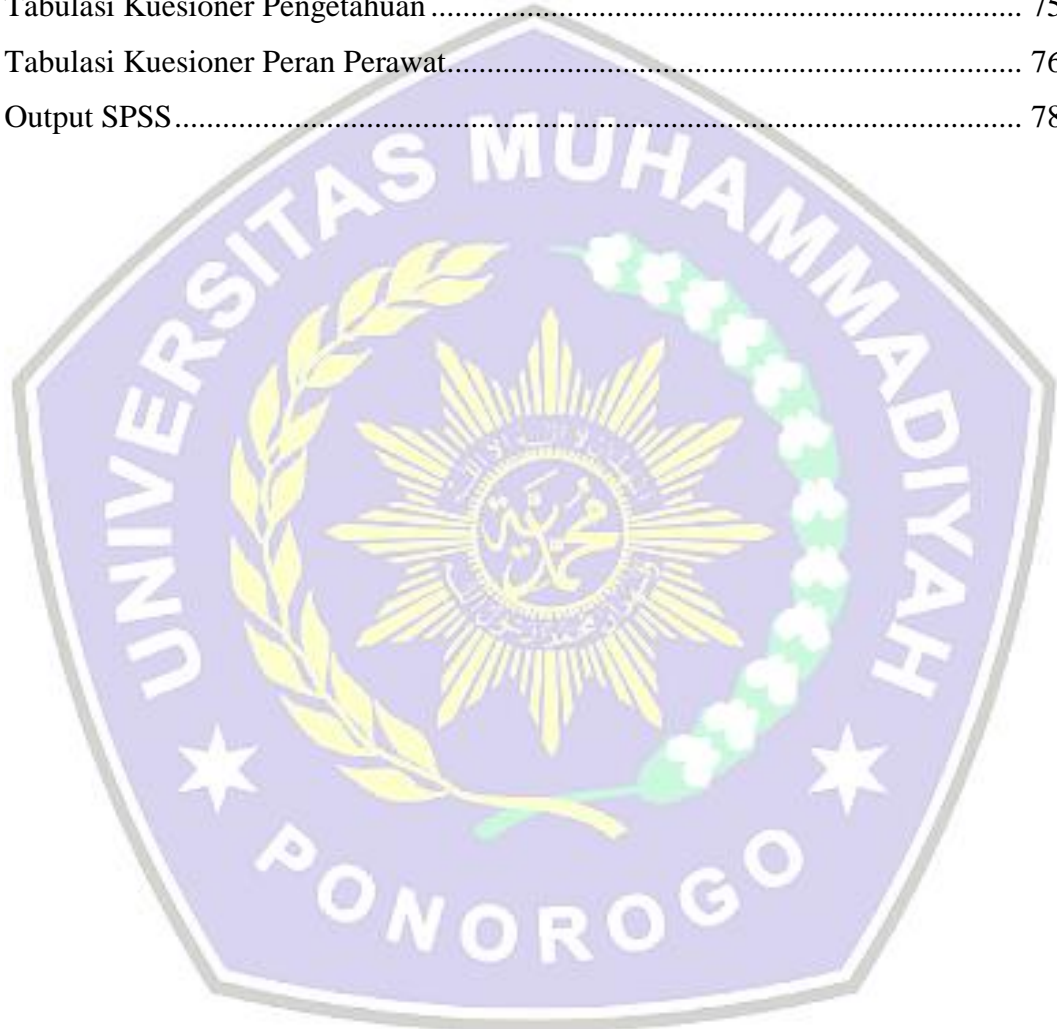 Tabulasi Kuesioner Pengetahuan ........................................................................... 75
Tabulasi Kuesioner Peran Perawat........................................................................ 76
Output SPSS.......................................................................................................... 78
UNIVERSITAS MUHAMMADIYAH
PONOROGO